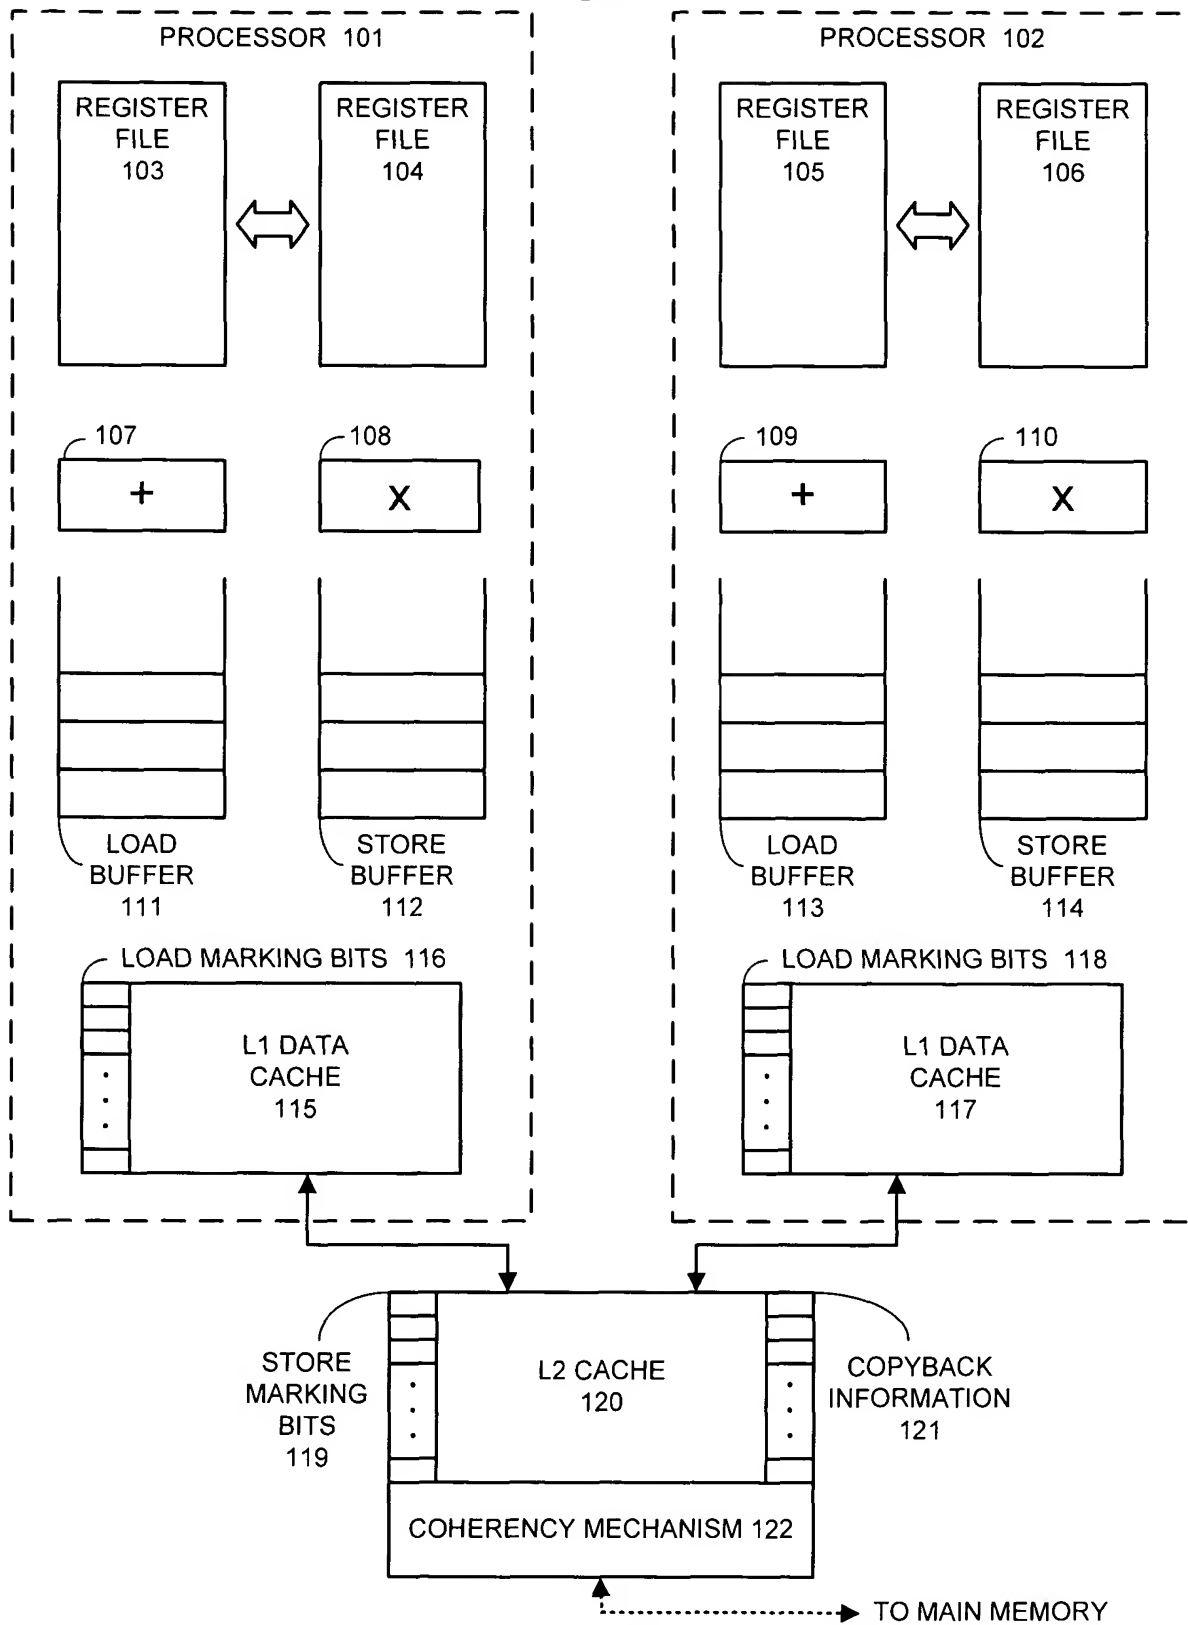 PROCESSOR 101
REGISTER
FILE
103
REGISTER
FILE
104
107
+
108
X
LOAD
BUFFER
111
STORE
BUFFER
112
LOAD MARKING BITS 116
L1 DATA
CACHE
115
PROCESSOR 102
REGISTER
FILE
105
REGISTER
FILE
106
109
+
110
X
LOAD
BUFFER
113
STORE
BUFFER
114
LOAD MARKING BITS 118
L1 DATA
CACHE
117
STORE
MARKING
BITS
119
L2 CACHE
120
COPYBACK
INFORMATION
121
COHERENCY MECHANISM 122
TO MAIN MEMORY